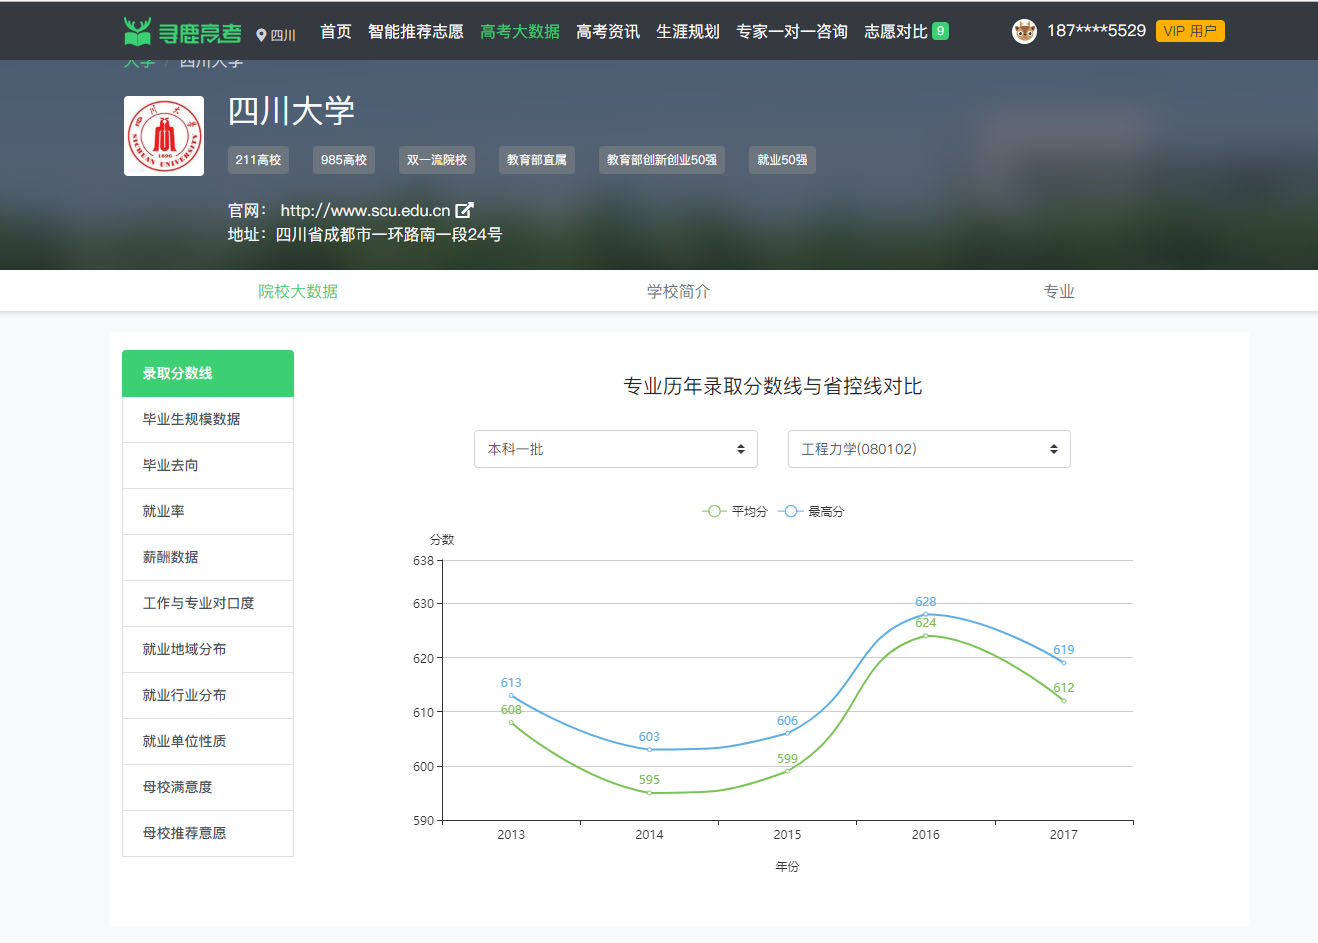 寻鹿高考 四川 首页 智能推荐志愿 高考大数据 高考资讯 生涯规划 专家一对一咨询 志愿对比 9 187****5529 VIP 用户
大学 / 四川大学
四川大学
211高校 985高校 双一流院校 教育部直属 教育部创新创业50强 就业50强
官网： http://www.scu.edu.cn
地址：四川省成都市一环路南一段24号
院校大数据 学校简介 专业
录取分数线
毕业生规模数据
毕业去向
就业率
薪酬数据
工作与专业对口度
就业地域分布
就业行业分布
就业单位性质
母校满意度
母校推荐意愿
专业历年录取分数线与省控线对比
本科一批 工程力学(080102)
平均分 最高分
分数
638
630
620
610
600
590
613
603
606
628
619
608
595
599
624
612
2013 2014 2015 2016 2017
年份